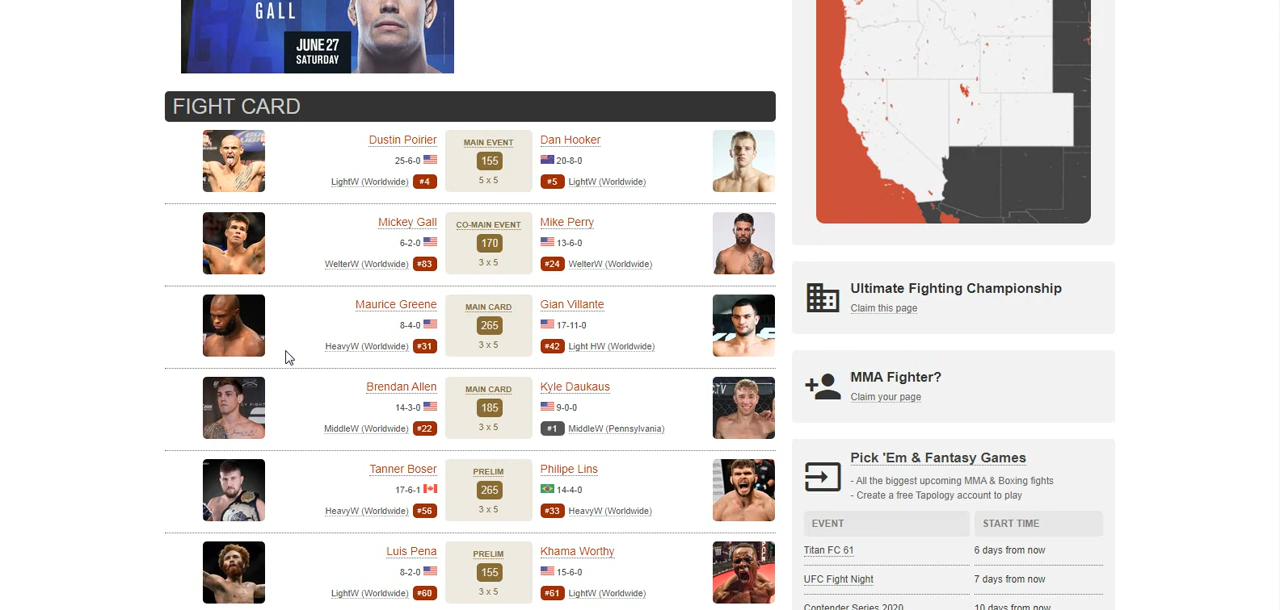 GALL
JUNE 27
SATURDAY
FIGHT CARD
Dustin Poirier
25-6-0
LightW (Worldwide) #4
MAIN EVENT
155
5 x 5
Dan Hooker
20-8-0
#5 LightW (Worldwide)
Mickey Gall
6-2-0
WelterW (Worldwide) #83
CO-MAIN EVENT
170
3 x 5
Mike Perry
13-6-0
#24 WelterW (Worldwide)
Maurice Greene
8-4-0
HeavyW (Worldwide) #31
MAIN CARD
265
3 x 5
Gian Villante
17-11-0
#42 Light HW (Worldwide)
Brendan Allen
14-3-0
MiddleW (Worldwide) #22
MAIN CARD
185
3 x 5
Kyle Daukaus
9-0-0
#1 MiddleW (Pennsylvania)
Tanner Boser
17-6-1
HeavyW (Worldwide) #56
PRELIM
265
3 x 5
Philipe Lins
14-4-0
#33 HeavyW (Worldwide)
Luis Pena
8-2-0
LightW (Worldwide) #60
PRELIM
155
3 x 5
Khama Worthy
15-6-0
#61 LightW (Worldwide)
Ultimate Fighting Championship
Claim this page
MMA Fighter?
Claim your page
Pick 'Em & Fantasy Games
- All the biggest upcoming MMA & Boxing fights
- Create a free Tapology account to play
EVENT START TIME
Titan FC 61 6 days from now
UFC Fight Night 7 days from now
Contender Series 2020 10 days from now